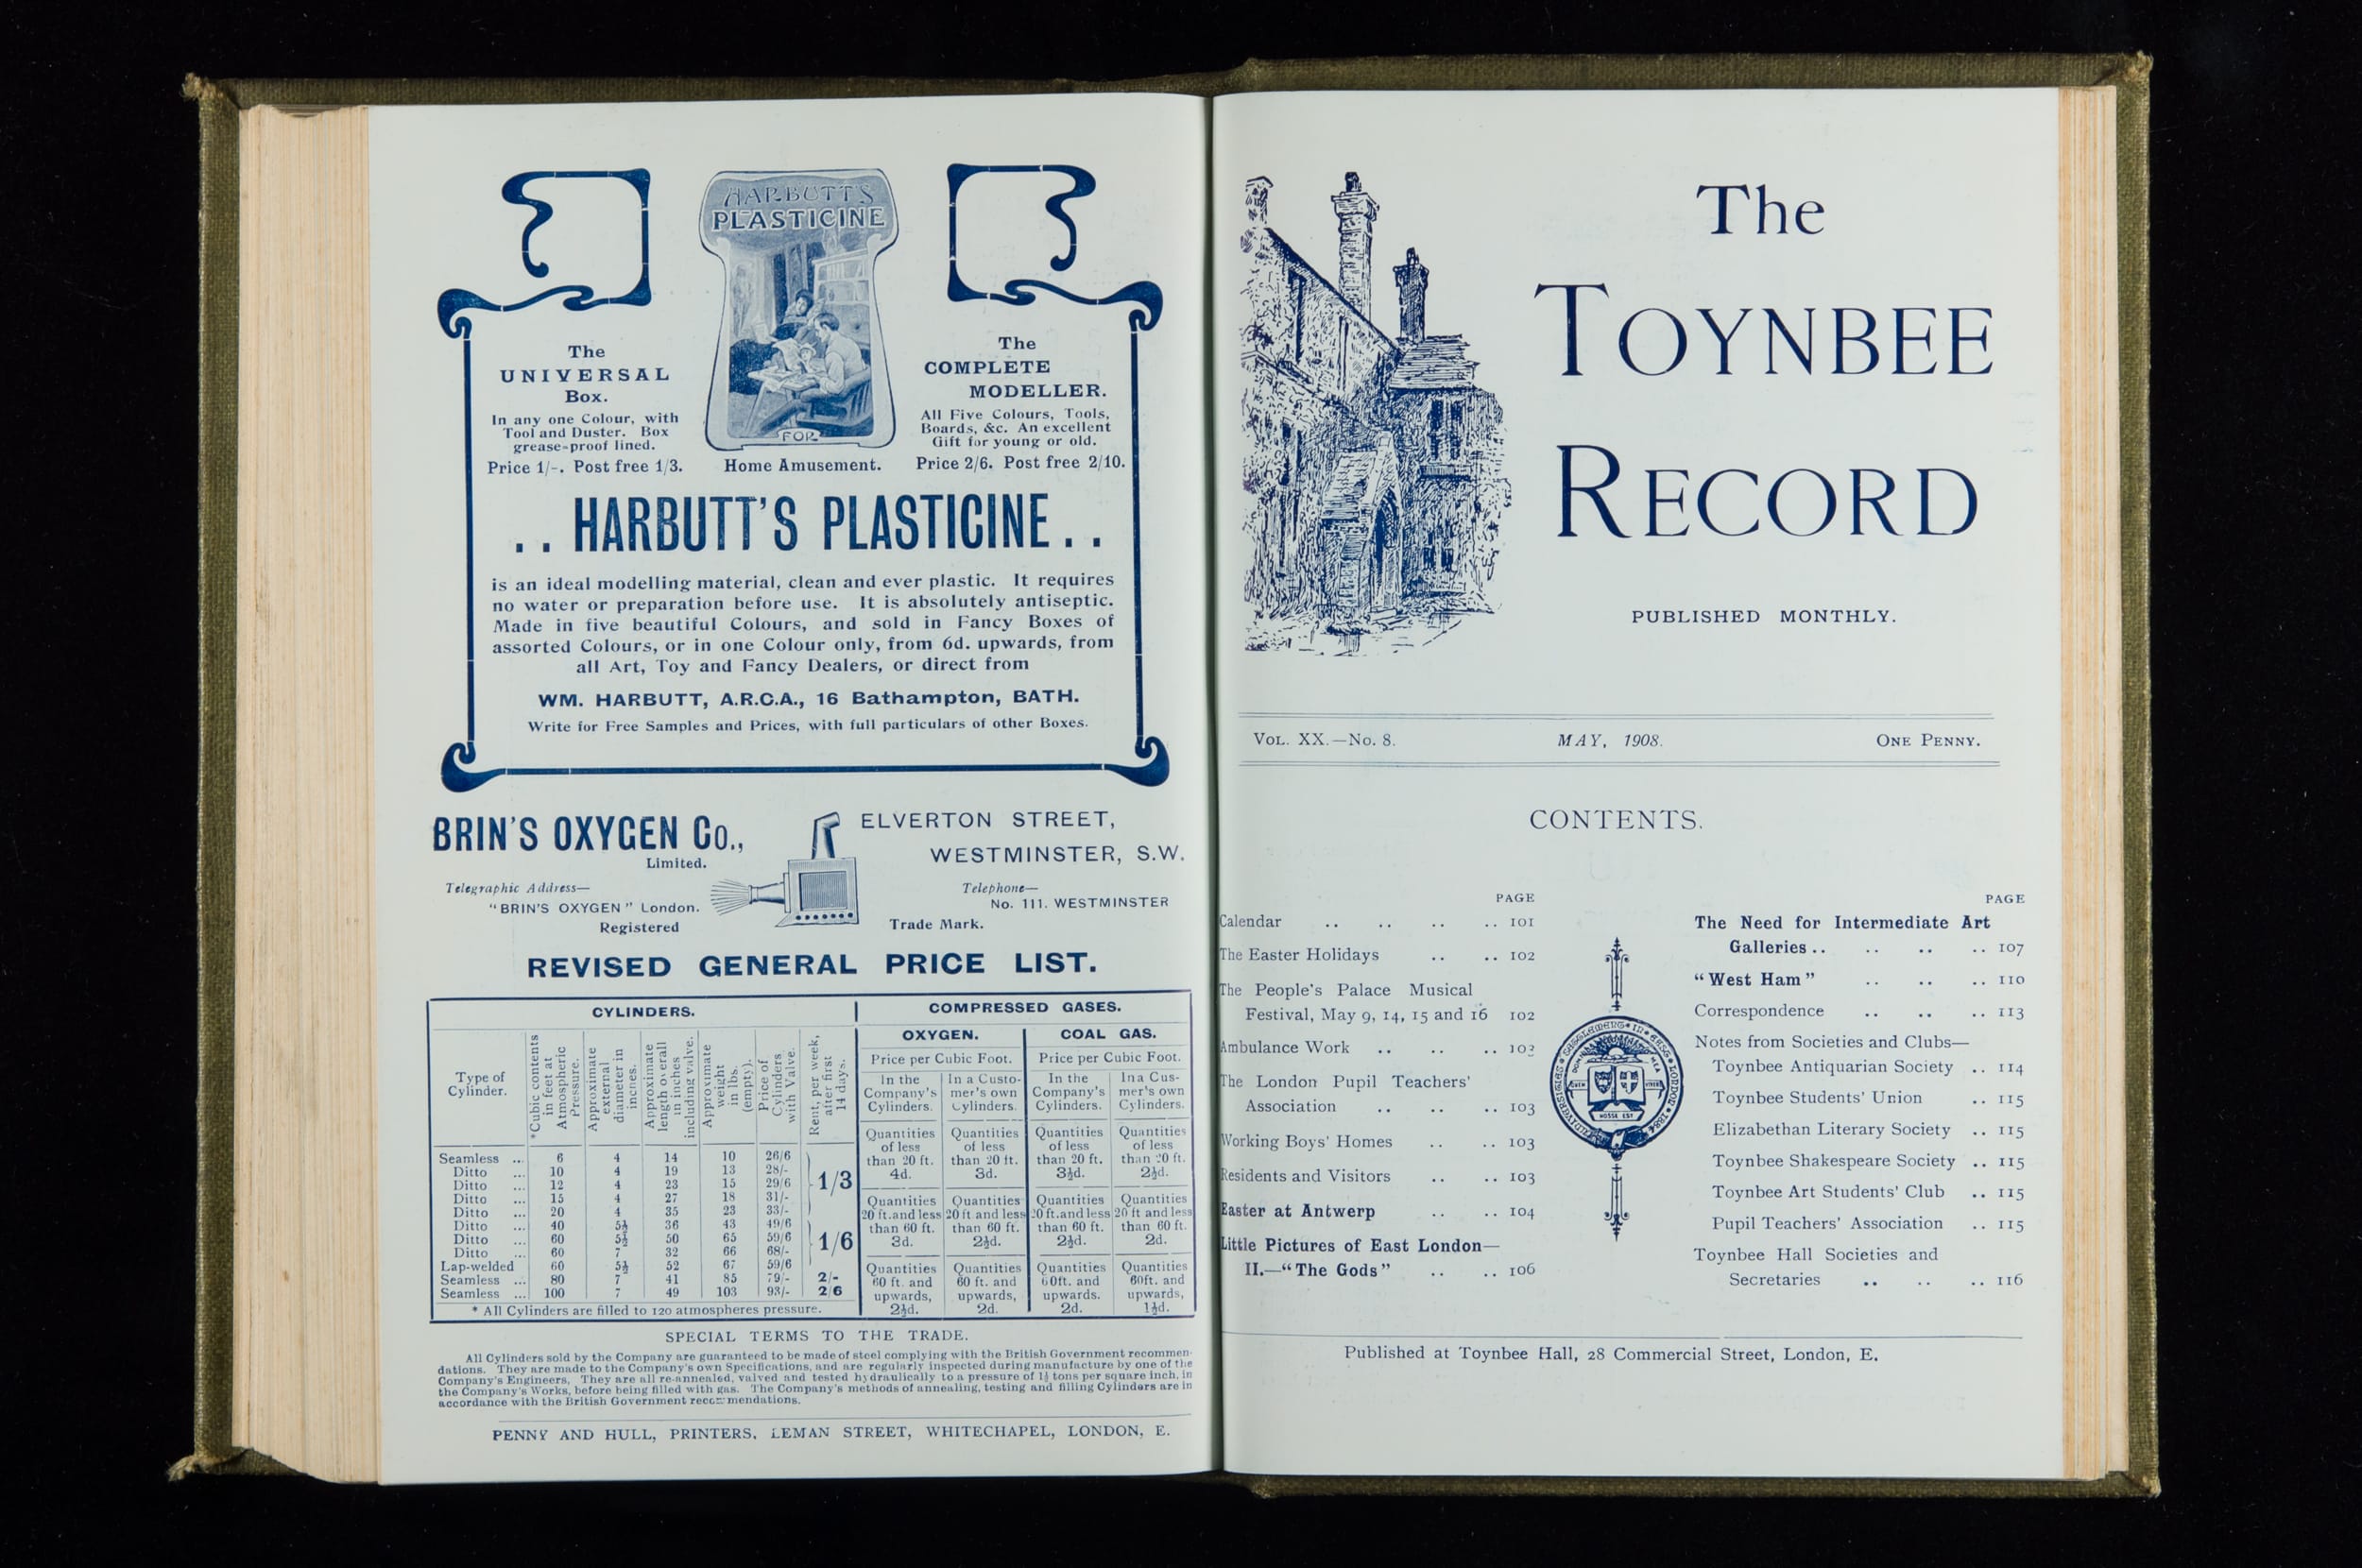 HARBUTT'S
PLASTICINE
FOR
Home Amusement.
The
UNIVERSAL
Box.
In any one Colour, with
Tool and Duster. Box
grease-proof lined.
Price 1/-. Post free 1/3.
The
COMPLETE
MODELLER.
All Five Colours, Tools,
Boards, &c. An excellent
Gift for young or old.
Price 2/6. Post free 2/10.
. . HARBUTT'S PLASTICINE . .
is an ideal modelling material, clean and ever plastic. It requires
no water or preparation before use. It is absolutely antiseptic.
Made in five beautiful Colours, and sold in Fancy Boxes of
assorted Colours, or in one Colour only, from 6d. upwards, from
all Art, Toy and Fancy Dealers, or direct from
WM. HARBUTT, A.R.C.A., 16 Bathampton, BATH.
Write for Free Samples and Prices, with full particulars of other Boxes.
BRIN'S OXYGEN Co.,
Limited.
Telegraphic Address—
"BRIN'S OXYGEN" London.
Registered
ELVERTON STREET,
WESTMINSTER, S.W.
Telephone—
No. 111. WESTMINSTER
Trade Mark.
REVISED GENERAL PRICE LIST.
CYLINDERS.
Type of
Cylinder.
*Cubic contents
in feet at
Atmospheric
Pressure.
Approximate
external
diameter in
inches.
Approximate
length overall
in inches
including valve.
Approximate
weight
in lbs.
(empty).
Price of
Cylinders
with Valve.
Rent, per week,
after first
14 days.
Seamless ... 6 4 14 10 26/6
Ditto ... 10 4 19 13 28/-
Ditto ... 12 4 23 15 29/6
Ditto ... 15 4 27 18 31/-
Ditto ... 20 4 35 23 33/-
1/3
Ditto ... 40 5½ 36 43 49/6
Ditto ... 60 5½ 50 65 59/6
Ditto ... 60 7 32 66 68/-
Lap-welded 60 5½ 52 67 59/6
1/6
Seamless ... 80 7 41 85 79/- 2/-
Seamless ... 100 7 49 103 93/- 2/6
* All Cylinders are filled to 120 atmospheres pressure.
COMPRESSED GASES.
OXYGEN. COAL GAS.
Price per Cubic Foot. Price per Cubic Foot.
In the In a Custo- In the In a Cus-
Company's mer's own Company's mer's own
Cylinders. Cylinders. Cylinders. Cylinders.
Quantities Quantities Quantities Quantities
of less of less of less of less
than 20 ft. than 20 ft. than 20 ft. than 20 ft.
4d. 3d. 3½d. 2½d.
Quantities Quantities Quantities Quantities
20 ft. and less 20 ft and less 20 ft. and less 20 ft and less
than 60 ft. than 60 ft. than 60 ft. than 60 ft.
3d. 2½d. 2½d. 2d.
Quantities Quantities Quantities Quantities
60 ft. and 60 ft. and 60ft. and 60ft. and
upwards, upwards, upwards. upwards,
2½d. 2d. 2d. 1½d.
SPECIAL TERMS TO THE TRADE.
All Cylinders sold by the Company are guaranteed to be made of steel complying with the British Government recommen-
dations. They are made to the Company's own Specifications, and are regularly inspected during manufacture by one of the
Company's Engineers. They are all re-annealed, valved and tested hydraulically to a pressure of 1½ tons per square inch, in
the Company's Works, before being filled with gas. The Company's methods of annealing, testing and filling Cylinders are in
accordance with the British Government recommendations.
PENNY AND HULL, PRINTERS, LEMAN STREET, WHITECHAPEL, LONDON, E.
The
TOYNBEE
RECORD
PUBLISHED MONTHLY.
VOL. XX.—No. 8. MAY, 1908. ONE PENNY.
CONTENTS.
PAGE
Calendar .. .. .. .. 101
The Easter Holidays .. .. 102
The People's Palace Musical
Festival, May 9, 14, 15 and 16 102
Ambulance Work .. .. .. 102
The London Pupil Teachers'
Association .. .. .. 103
Working Boys' Homes .. .. 103
Residents and Visitors .. .. 103
Easter at Antwerp .. .. 104
Little Pictures of East London—
II.—"The Gods" .. .. 106
PAGE
The Need for Intermediate Art
Galleries .. .. .. .. 107
"West Ham" .. .. .. 110
Correspondence .. .. .. 113
Notes from Societies and Clubs—
Toynbee Antiquarian Society .. 114
Toynbee Students' Union .. 115
Elizabethan Literary Society .. 115
Toynbee Shakespeare Society .. 115
Toynbee Art Students' Club .. 115
Pupil Teachers' Association .. 115
Toynbee Hall Societies and
Secretaries .. .. .. 116
Published at Toynbee Hall, 28 Commercial Street, London, E.